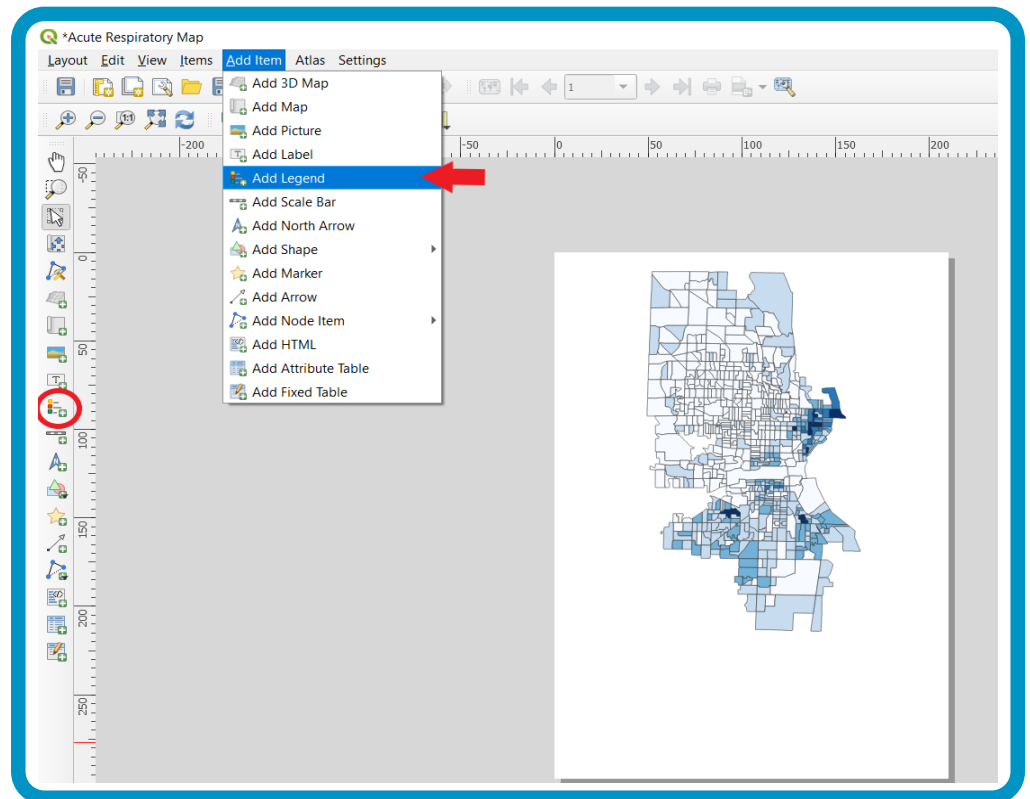 *Acute Respiratory Map
Layout Edit View Items Add Item Atlas Settings
Add 3D Map
Add Map
Add Picture
Add Label
Add Legend
Add Scale Bar
Add North Arrow
Add Shape
Add Marker
Add Arrow
Add Node Item
Add HTML
Add Attribute Table
Add Fixed Table
1
1:1
-200 -50 0 50 100 150 200
-50
0
50
100
150
200
250